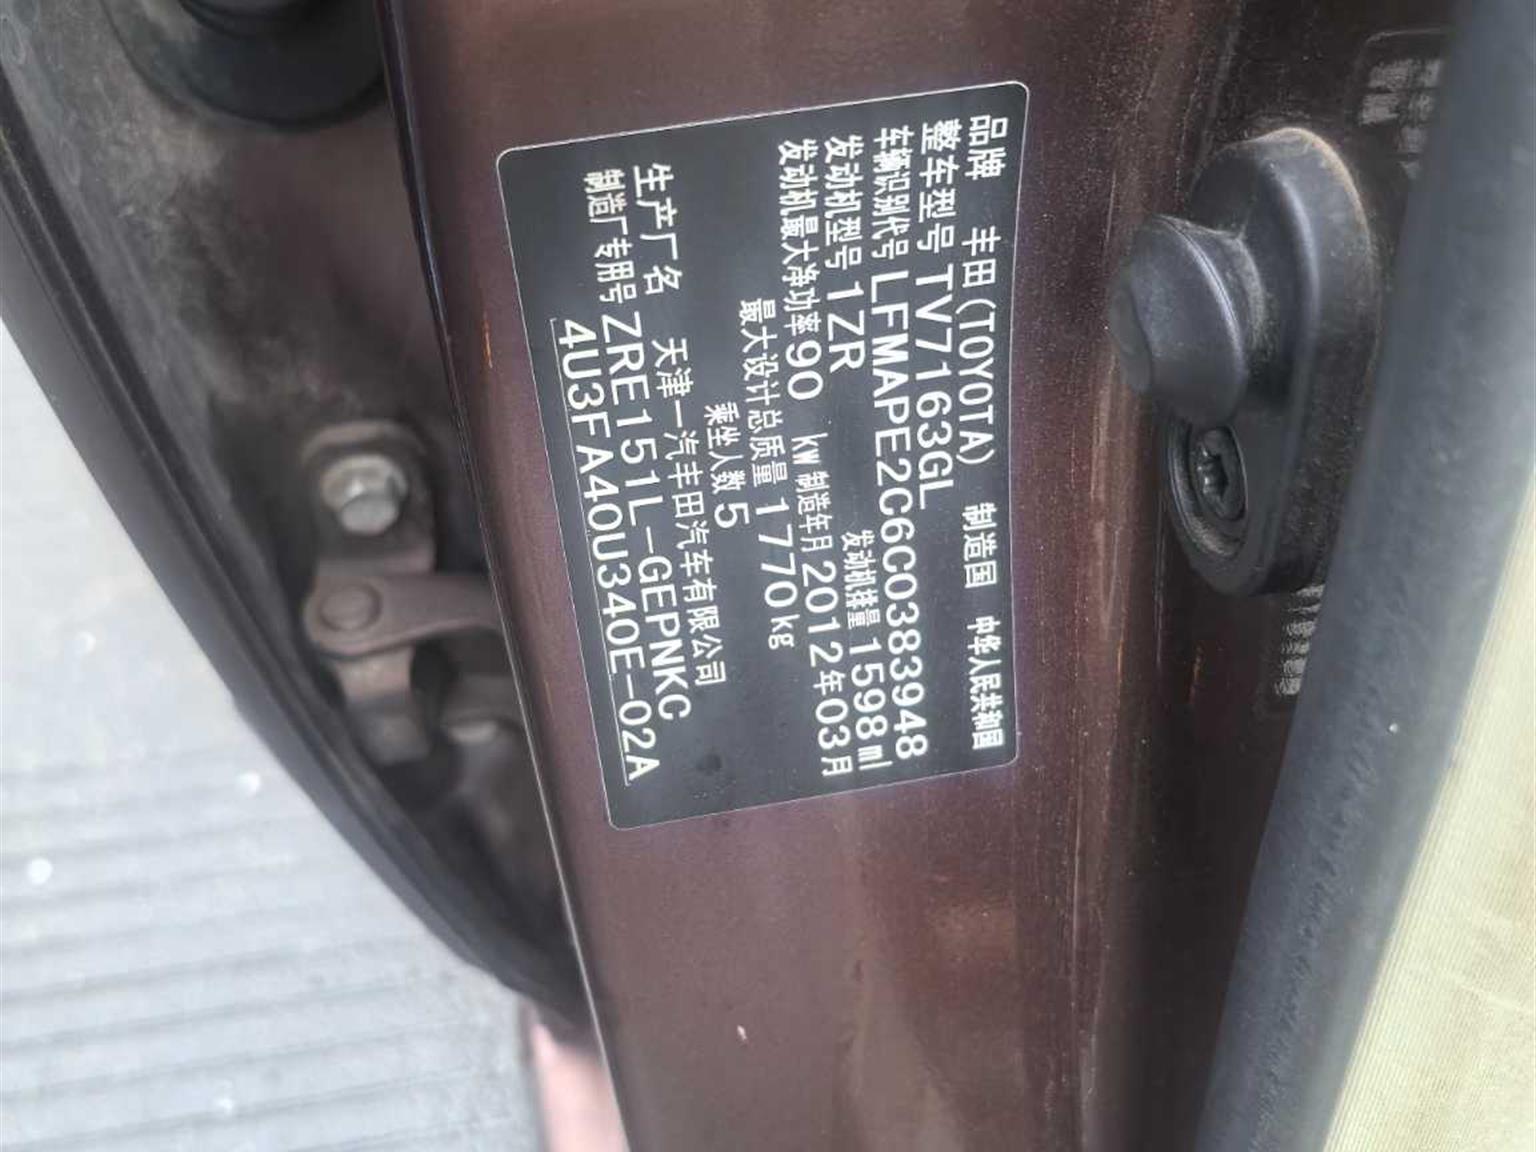 品牌 丰田(TOYOTA) 制造国 中华人民共和国
整车型号 TV7163GL
车辆识别代号 LFMAPE2C6C0383948
发动机型号 1ZR 发动机排量 1598ml
发动机最大净功率 90 kW 制造年月 2012年03月
最大设计总质量 1770kg
乘坐人数 5
生产厂名 天津一汽丰田汽车有限公司
制造厂专用号 ZRE151L-GEPNKC
4U3FA40U340E-02A